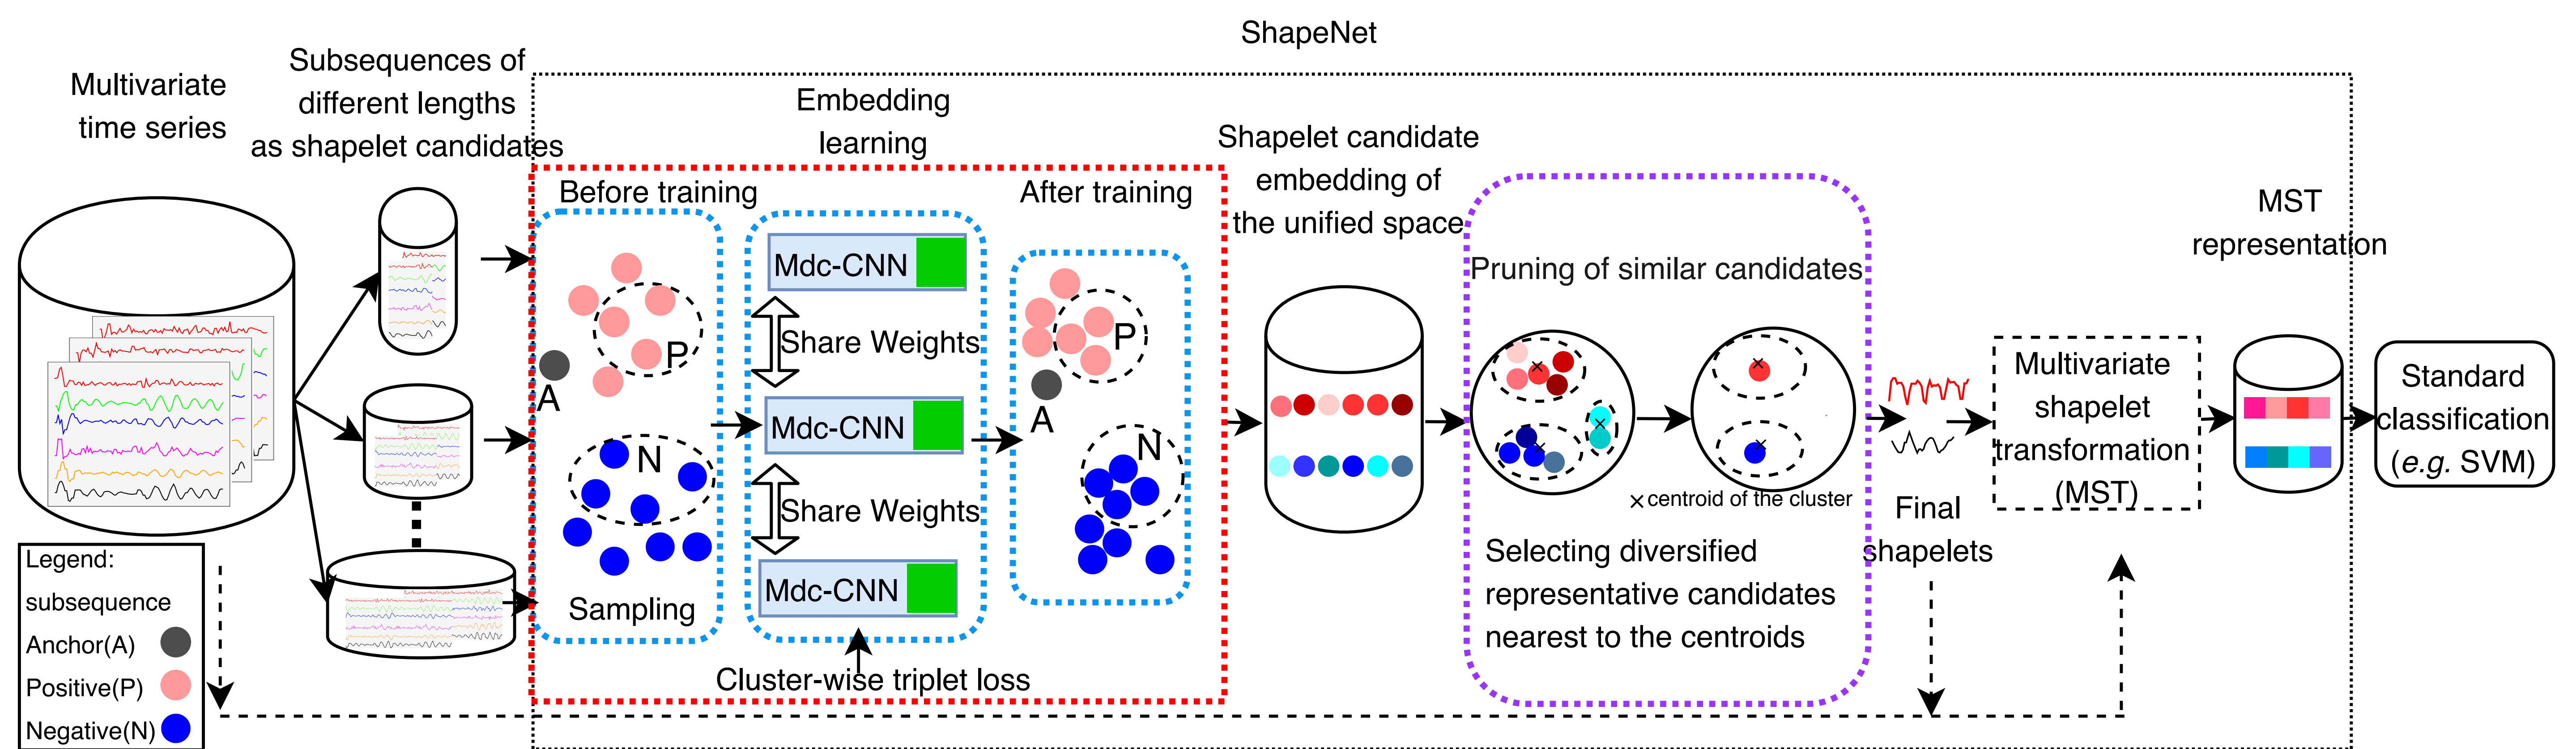 ShapeNet
Multivariate
time series
Subsequences of
different lengths
as shapelet candidates
Embedding
learning
Before training
After training
A
P
N
Sampling
Mdc-CNN
Share Weights
Mdc-CNN
Share Weights
Mdc-CNN
Cluster-wise triplet loss
P
A
N
Shapelet candidate
embedding of
the unified space
Pruning of similar candidates
×centroid of the cluster
Selecting diversified
representative candidates
nearest to the centroids
Final
shapelets
Multivariate
shapelet
transformation
(MST)
MST
representation
Standard
classification
(e.g. SVM)
Legend:
subsequence
Anchor(A)
Positive(P)
Negative(N)